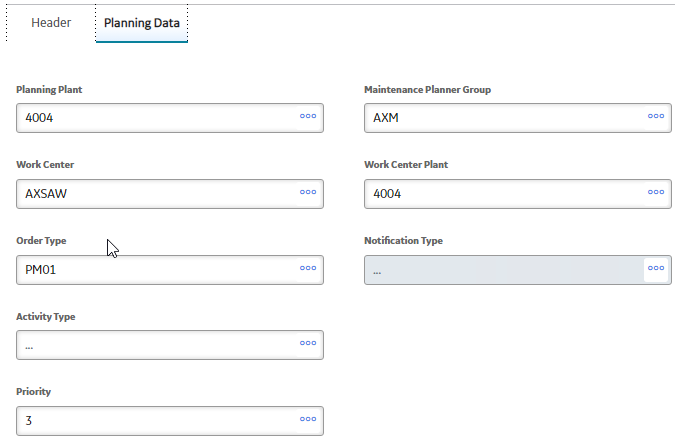 Header Planning Data
Planning Plant Maintenance Planner Group
4004 AXM
Work Center Work Center Plant
AXSAW 4004
Order Type Notification Type
PM01 ...
Activity Type
...
Priority
3